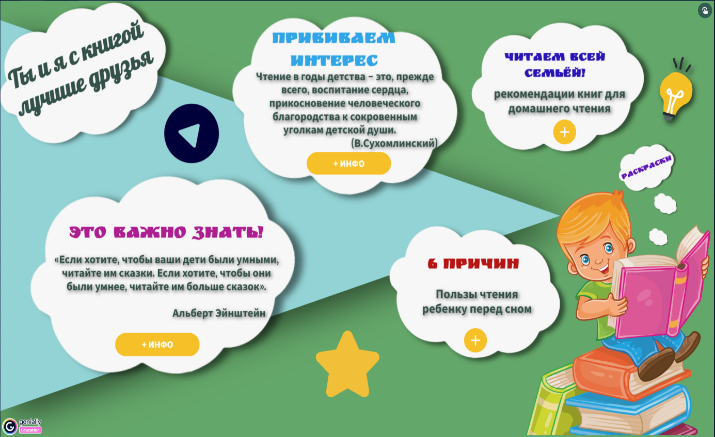 Ты и я с книгой
лучшие друзья
ПРИВИВАЕМ
ИНТЕРЕС
Чтение в годы детства – это, прежде
всего, воспитание сердца,
прикосновение человеческого
благородства к сокровенным
уголкам детской души.
(В.Сухомлинский)
+ ИНФО
ЧИТАЕМ ВСЕЙ
СЕМЬЁЙ!
рекомендации книг для
домашнего чтения
+
РАСКРАСКИ
ЭТО ВАЖНО ЗНАТЬ!
«Если хотите, чтобы ваши дети были умными,
читайте им сказки. Если хотите, чтобы они
были умнее, читайте им больше сказок».
Альберт Эйнштейн
+ ИНФО
6 ПРИЧИН
Пользы чтения
ребенку перед сном
+
genially